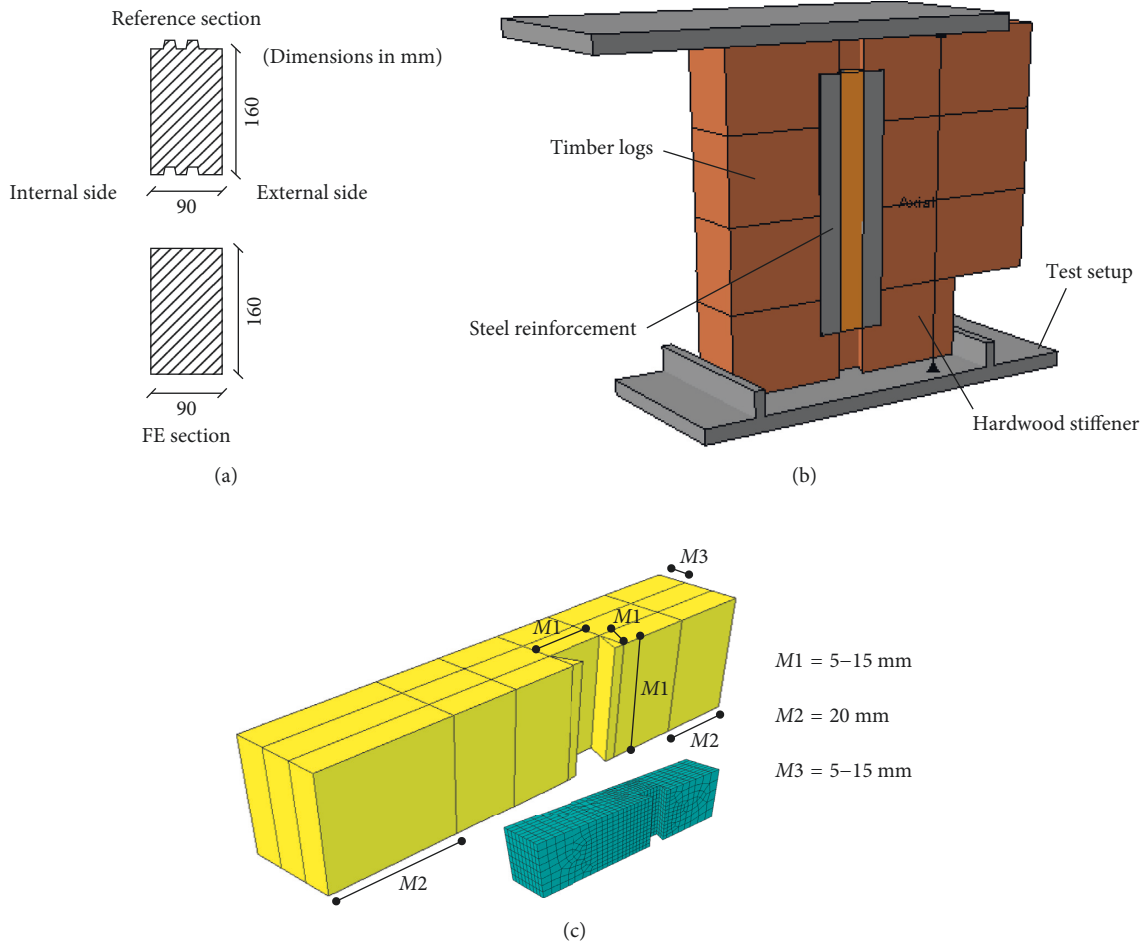 Reference section
(Dimensions in mm)
160
Internal side
External side
90
160
90
FE section
(a)
Timber logs
Axial
Steel reinforcement
Test setup
Hardwood stiffener
(b)
M3
M1
M1
M1
M2
M2
M1 = 5–15 mm
M2 = 20 mm
M3 = 5–15 mm
(c)